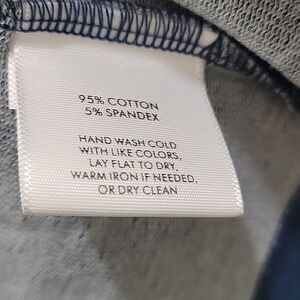 95% COTTON
5% SPANDEX
HAND WASH COLD
WITH LIKE COLORS,
LAY FLAT TO DRY,
WARM IRON IF NEEDED,
OR DRY CLEAN